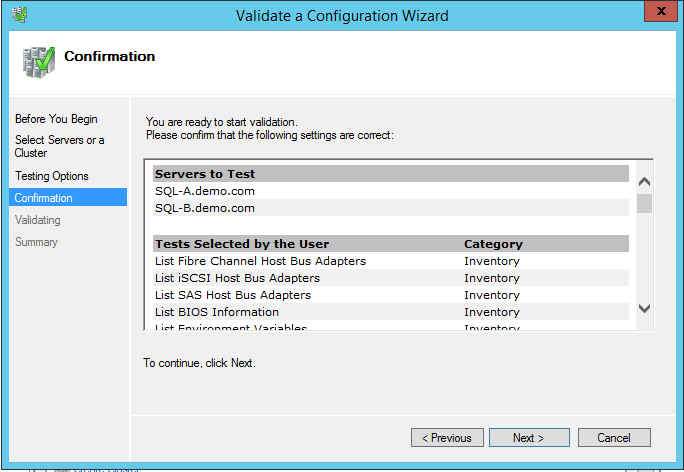 Validate a Configuration Wizard
X
Confirmation
Before You Begin
Select Servers or a
Cluster
Testing Options
Confirmation
Validating
Summary
You are ready to start validation.
Please confirm that the following settings are correct:
Servers to Test
SQL-A.demo.com
SQL-B.demo.com
Tests Selected by the User Category
List Fibre Channel Host Bus Adapters Inventory
List iSCSI Host Bus Adapters Inventory
List SAS Host Bus Adapters Inventory
List BIOS Information Inventory
List Environment Variables Inventory
To continue, click Next.
< Previous Next > Cancel